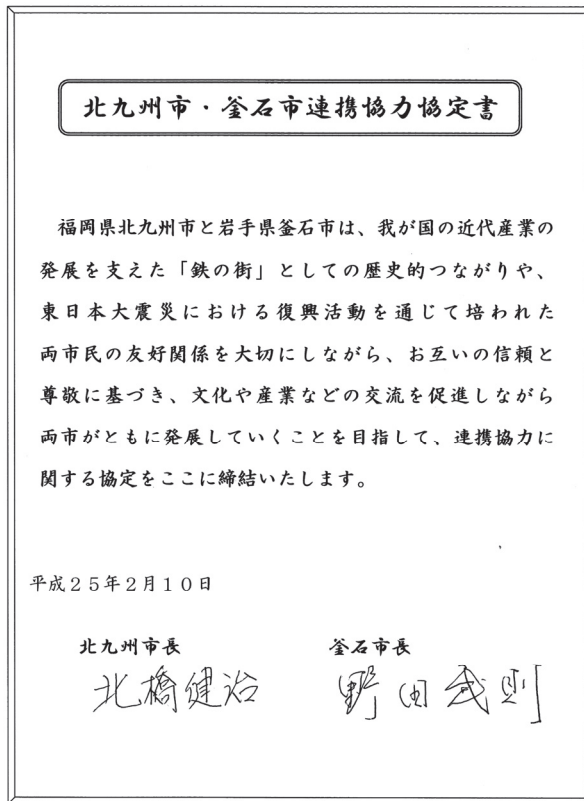 北九州市・釜石市連携協力協定書
福岡県北九州市と岩手県釜石市は、我が国の近代産業の
発展を支えた「鉄の街」としての歴史的つながりや、
東日本大震災における復興活動を通じて培われた
両市民の友好関係を大切にしながら、お互いの信頼と
尊敬に基づき、文化や産業などの交流を促進しながら
両市がともに発展していくことを目指して、連携協力に
関する協定をここに締結いたします。
平成25年2月10日
北九州市長 釜石市長
北橋健治 野田武則